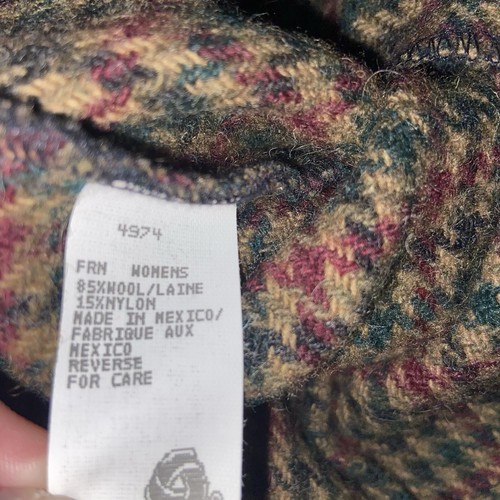 4974
FRN WOMENS
85%WOOL/LAINE
15%NYLON
MADE IN MEXICO/
FABRIQUE AUX
MEXICO
REVERSE
FOR CARE